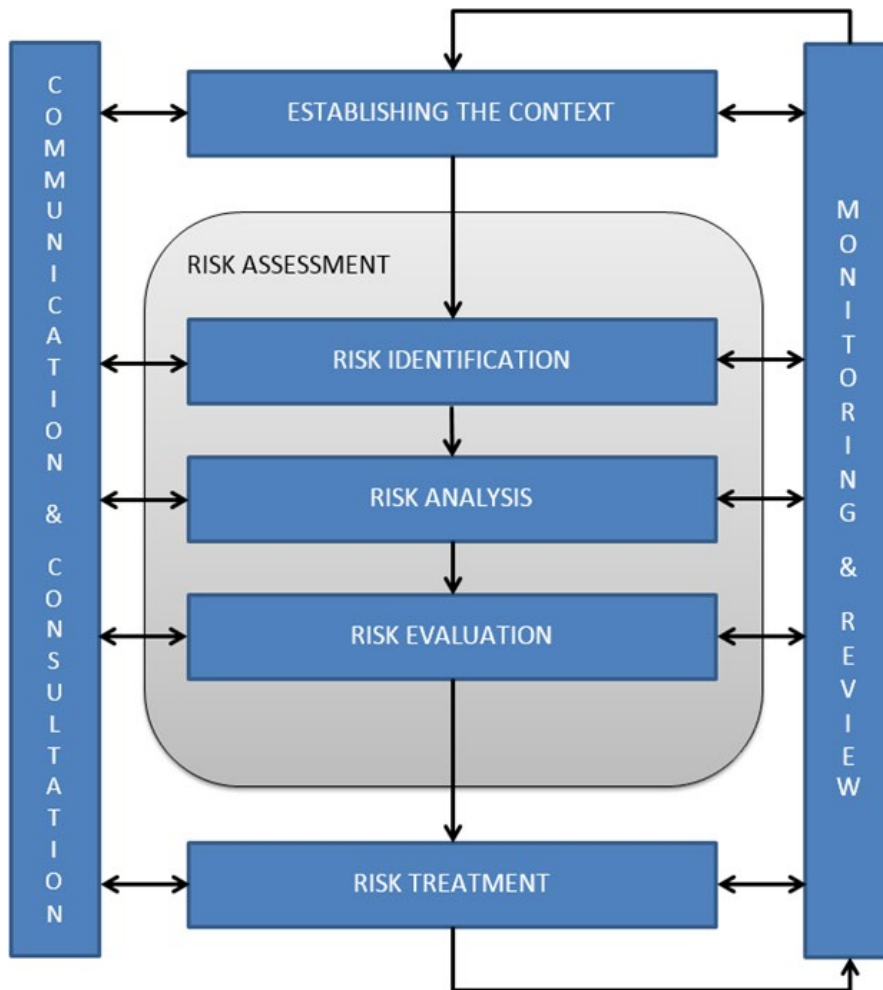 COMMUNICATION & CONSULTATION
ESTABLISHING THE CONTEXT
RISK ASSESSMENT
RISK IDENTIFICATION
RISK ANALYSIS
RISK EVALUATION
RISK TREATMENT
MONITORING & REVIEW